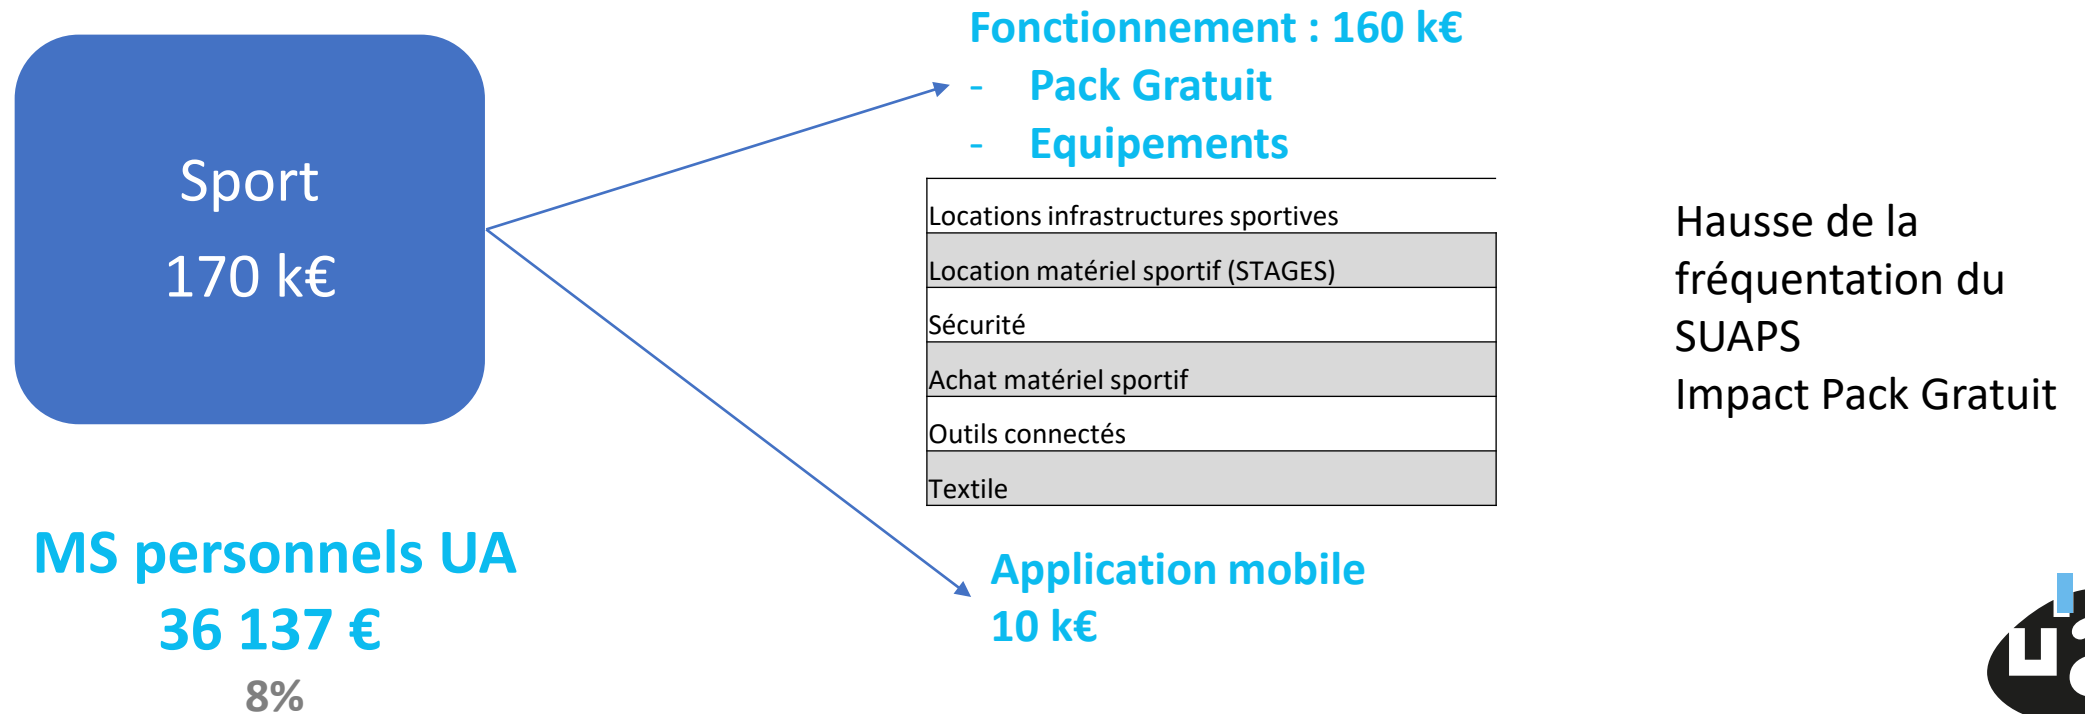 Sport
170 k€
MS personnels UA
36 137 €
8%
Fonctionnement : 160 k€
- Pack Gratuit
- Equipements
Locations infrastructures sportives
Location matériel sportif (STAGES)
Sécurité
Achat matériel sportif
Outils connectés
Textile
Application mobile
10 k€
Hausse de la
fréquentation du
SUAPS
Impact Pack Gratuit